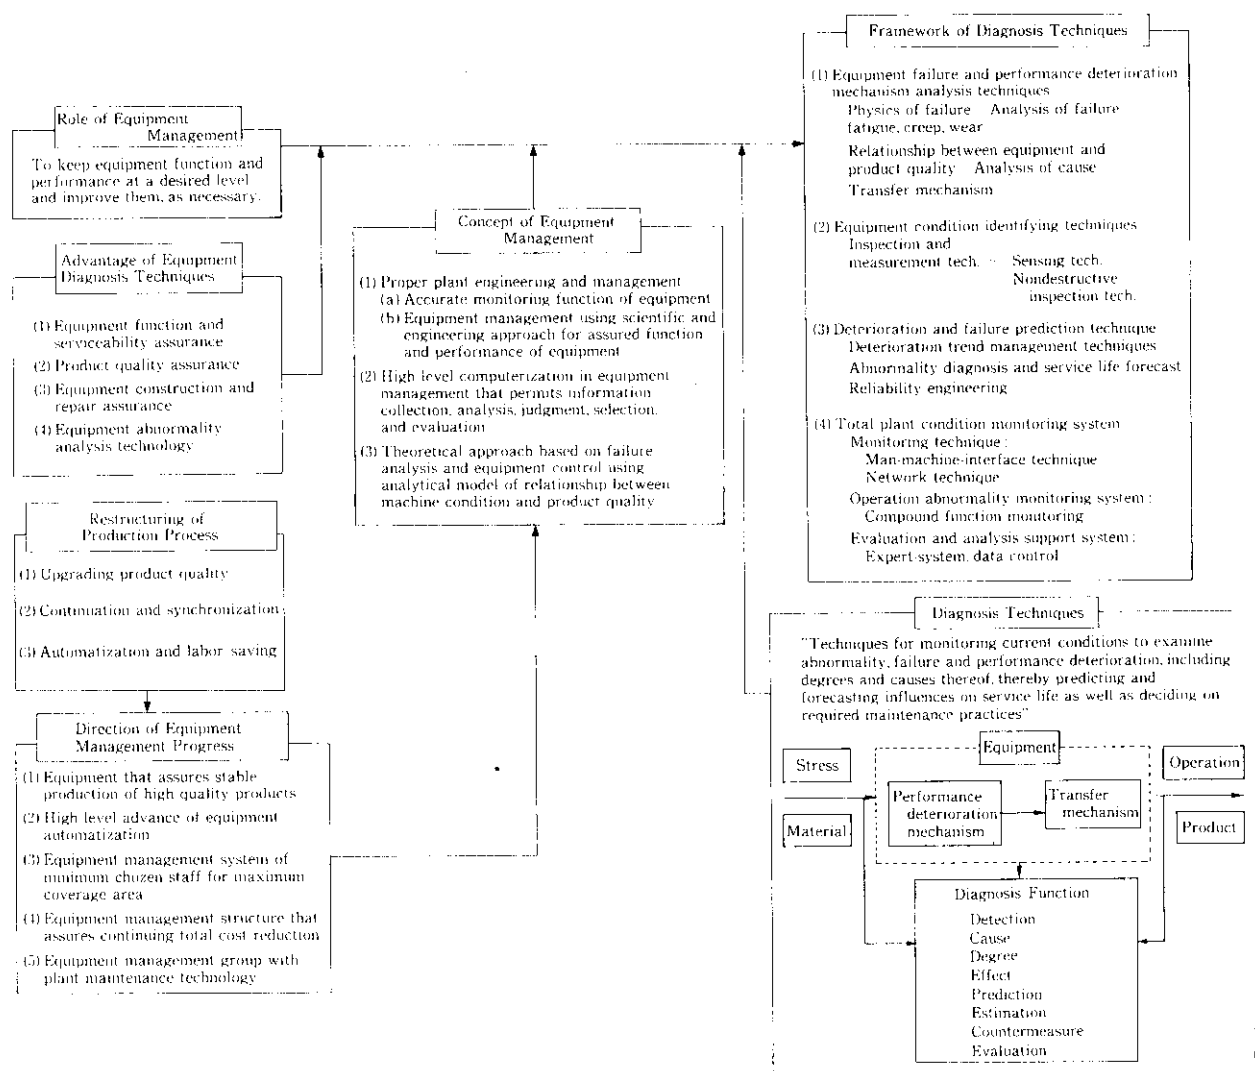 Role of Equipment
Management
To keep equipment function and
performance at a desired level
and improve them, as necessary.
Advantage of Equipment
Diagnosis Techniques
(1) Equipment function and
serviceability assurance
(2) Product quality assurance
(3) Equipment construction and
repair assurance
(4) Equipment abnormality
analysis technology
Restructuring of
Production Process
(1) Upgrading product quality
(2) Continuation and synchronization
(3) Automatization and labor saving
Direction of Equipment
Management Progress
(1) Equipment that assures stable
production of high quality products
(2) High level advance of equipment
automatization
(3) Equipment management system of
minimum chozen staff for maximum
coverage area
(4) Equipment management structure that
assures continuing total cost reduction
(5) Equipment management group with
plant maintenance technology
Concept of Equipment
Management
(1) Proper plant engineering and management
(a) Accurate monitoring function of equipment
(b) Equipment management using scientific and
engineering approach for assured function
and performance of equipment
(2) High level computerization in equipment
management that permits information
collection, analysis, judgment, selection,
and evaluation
(3) Theoretical approach based on failure
analysis and equipment control using
analytical model of relationship between
machine condition and product quality
Framework of Diagnosis Techniques
(1) Equipment failure and performance deterioration
mechanism analysis techniques
Physics of failure Analysis of failure
fatigue, creep, wear
Relationship between equipment and
product quality Analysis of cause
Transfer mechanism
(2) Equipment condition identifying techniques
Inspection and
measurement tech. Sensing tech.
Nondestructive
inspection tech.
(3) Deterioration and failure prediction technique
Deterioration trend management techniques
Abnormality diagnosis and service life forecast
Reliability engineering
(4) Total plant condition monitoring system
Monitoring technique:
Man-machine-interface technique
Network technique
Operation abnormality monitoring system:
Compound function monitoring
Evaluation and analysis support system:
Expert-system, data control
Diagnosis Techniques
"Techniques for monitoring current conditions to examine
abnormality, failure and performance deterioration, including
degrees and causes thereof, thereby predicting and
forecasting influences on service life as well as deciding on
required maintenance practices"
Equipment
Stress
Operation
Performance
deterioration
mechanism
Transfer
mechanism
Material
Product
Diagnosis Function
Detection
Cause
Degree
Effect
Prediction
Estimation
Countermeasure
Evaluation